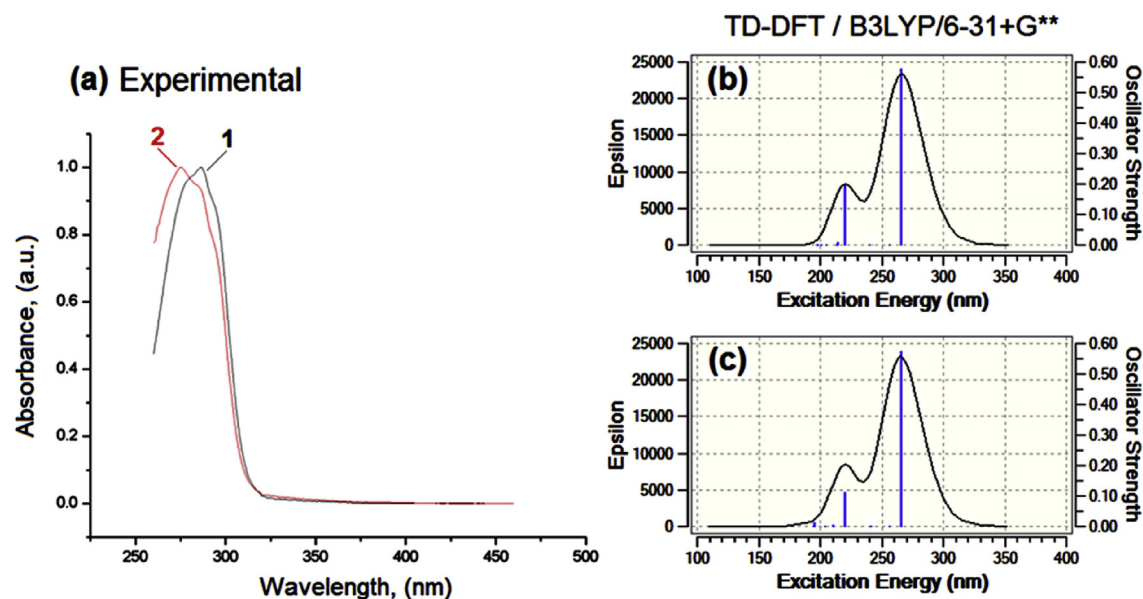 TD-DFT / B3LYP/6-31+G**
(a) Experimental
2
1
1.0
0.8
0.6
0.4
0.2
0.0
Absorbance, (a.u.)
250 300 350 400 450 500
Wavelength, (nm)
(b)
25000
20000
15000
10000
5000
0
Epsilon
0.60
0.50
0.40
0.30
0.20
0.10
0.00
Oscillator Strength
100 150 200 250 300 350 400
Excitation Energy (nm)
(c)
25000
20000
15000
10000
5000
0
Epsilon
0.60
0.50
0.40
0.30
0.20
0.10
0.00
Oscillator Strength
100 150 200 250 300 350 400
Excitation Energy (nm)